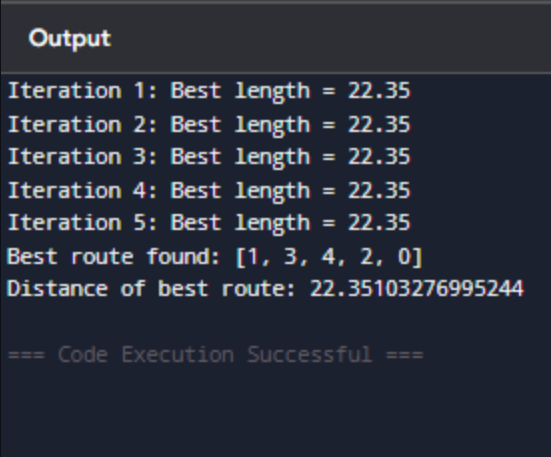 Output
Iteration 1: Best length = 22.35
Iteration 2: Best length = 22.35
Iteration 3: Best length = 22.35
Iteration 4: Best length = 22.35
Iteration 5: Best length = 22.35
Best route found: [1, 3, 4, 2, 0]
Distance of best route: 22.35103276995244
=== Code Execution Successful ===